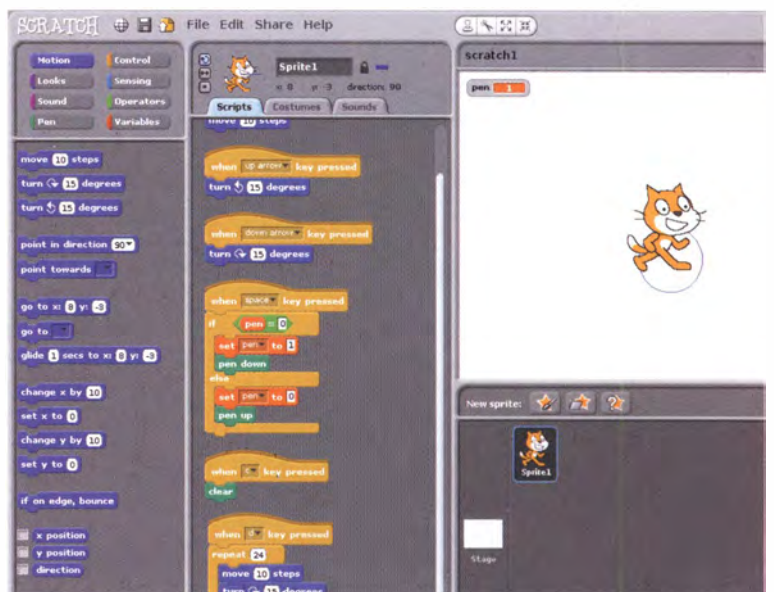 SCRATCH File Edit Share Help
Motion Control
Looks Sensing
Sound Operators
Pen Variables
move 10 steps
turn 15 degrees
turn 15 degrees
point in direction 90
point towards
go to x: 0 y: -3
go to
glide 1 secs to x: 0 y: -3
change x by 10
set x to 0
change y by 10
set y to 0
if on edge, bounce
x position
y position
direction
Sprite1
x: 0 y: -3 direction: 90
Scripts Costumes Sounds
move 10 steps
when up arrow key pressed
turn 15 degrees
when down arrow key pressed
turn 15 degrees
when space key pressed
if pen = 0
set pen to 1
pen down
else
set pen to 0
pen up
when c key pressed
clear
when d key pressed
repeat 24
move 10 steps
turn 15 degrees
scratch1
pen 1
New sprite:
Sprite1
Stage